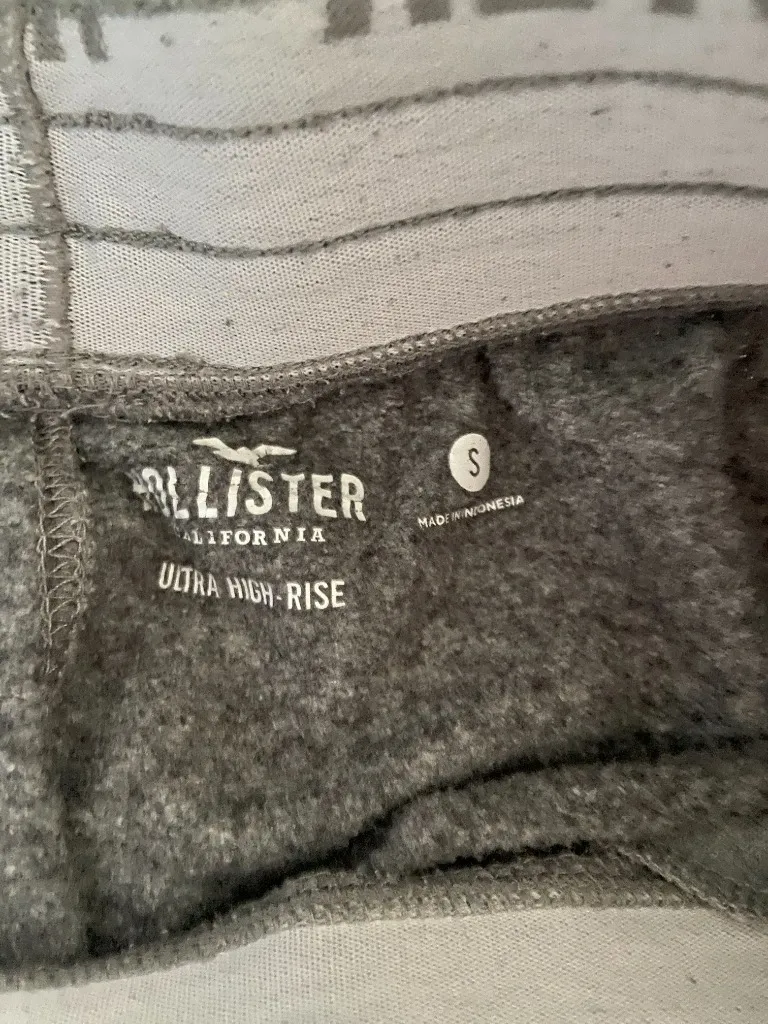 HOLLISTER
CALIFORNIA
ULTRA HIGH-RISE
S
MADE IN INDONESIA